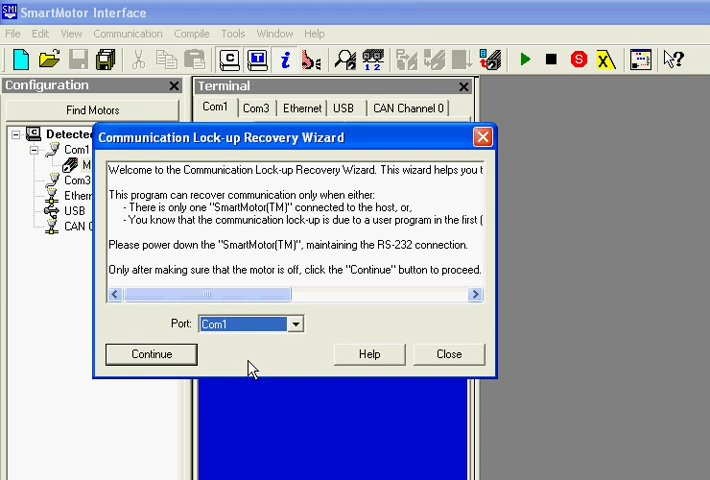 SMI SmartMotor Interface
File Edit View Communication Compile Tools Window Help
Configuration
Terminal
Find Motors
Com1 Com3 Ethernet USB CAN Channel 0
Detected
Com1
M
Com3
Ether
USB
CAN
Communication Lock-up Recovery Wizard
Welcome to the Communication Lock-up Recovery Wizard. This wizard helps you t
This program can recover communication only when either:
- There is only one "SmartMotor(TM)" connected to the host, or,
- You know that the communication lock-up is due to a user program in the first (
Please power down the "SmartMotor(TM)", maintaining the RS-232 connection.
Only after making sure that the motor is off, click the "Continue" button to proceed.
Port: Com1
Continue Help Close